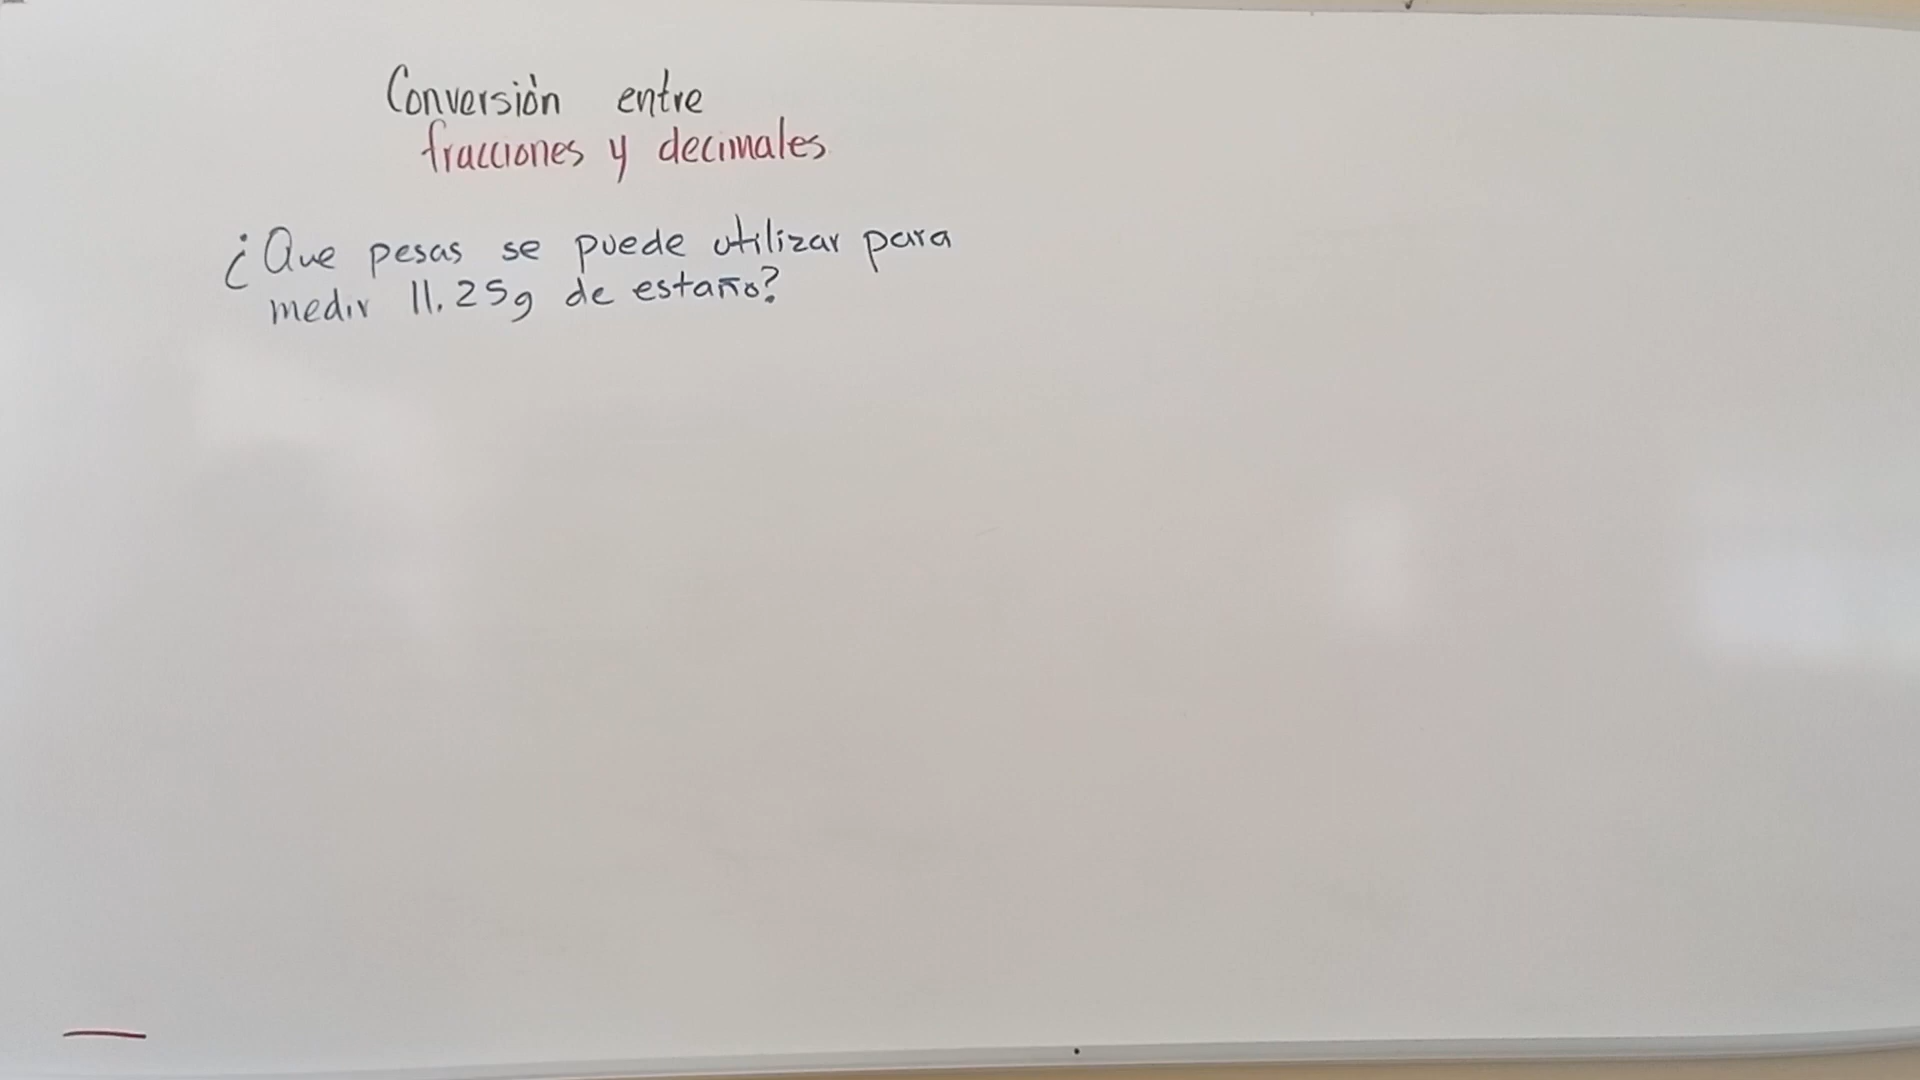 Conversión entre
fracciones y decimales
¿Que pesas se puede utilizar para
medir 11.25g de estaño?